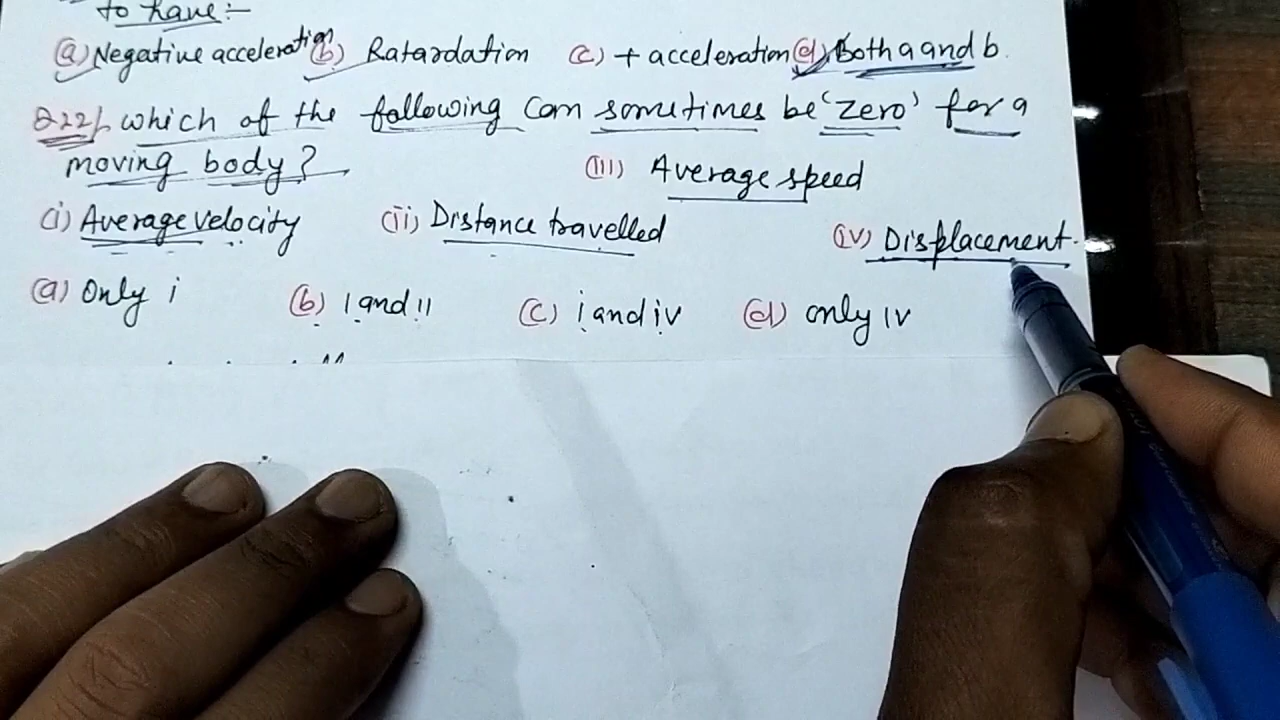 to have:-
(a) Negative acceleration (b) Ratardation (c) + acceleration (d) Both a and b.
Q22/. which of the following can sometimes be 'zero' for a
moving body?
(iii) Average speed
(i) Average velocity (ii) Distance travelled (iv) Displacement.
(a) Only i (b) I and II (c) i and iv (d) only IV